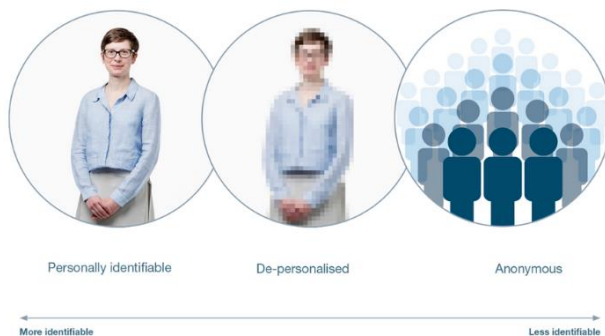 Personally identifiable
De-personalised
Anonymous
More identifiable
Less identifiable